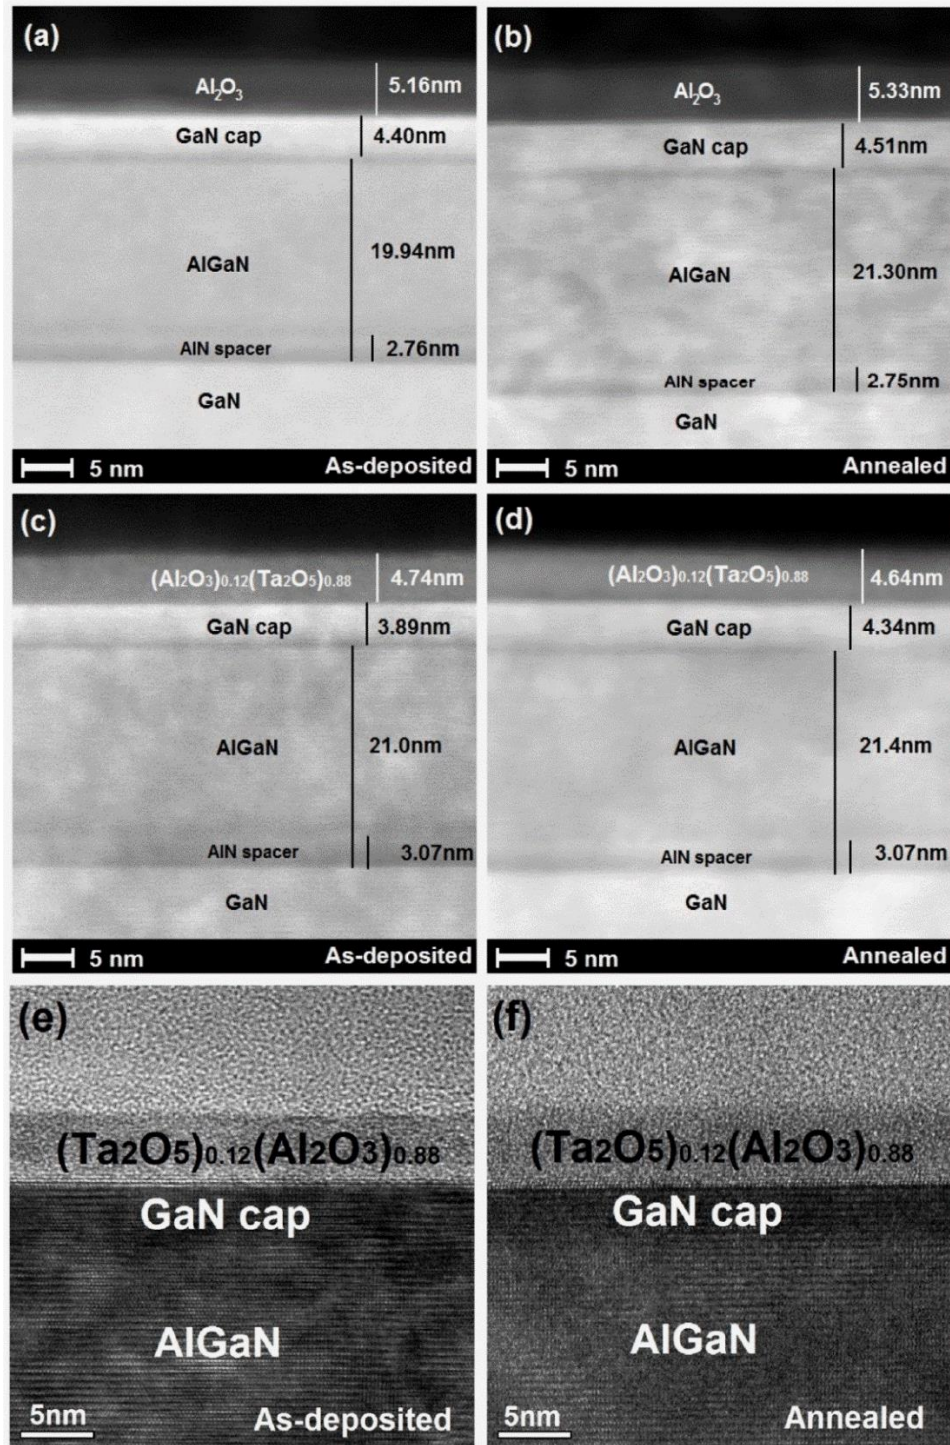 (a)
Al₂O₃
5.16nm
GaN cap
4.40nm
AlGaN
19.94nm
AlN spacer
2.76nm
GaN
5 nm
As-deposited
(b)
Al₂O₃
5.33nm
GaN cap
4.51nm
AlGaN
21.30nm
AlN spacer
2.75nm
GaN
5 nm
Annealed
(c)
(Al₂O₃)₀.₁₂(Ta₂O₅)₀.₈₈
4.74nm
GaN cap
3.89nm
AlGaN
21.0nm
AlN spacer
3.07nm
GaN
5 nm
As-deposited
(d)
(Al₂O₃)₀.₁₂(Ta₂O₅)₀.₈₈
4.64nm
GaN cap
4.34nm
AlGaN
21.4nm
AlN spacer
3.07nm
GaN
5 nm
Annealed
(e)
(Ta₂O₅)₀.₁₂(Al₂O₃)₀.₈₈
GaN cap
AlGaN
5nm
As-deposited
(f)
(Ta₂O₅)₀.₁₂(Al₂O₃)₀.₈₈
GaN cap
AlGaN
5nm
Annealed